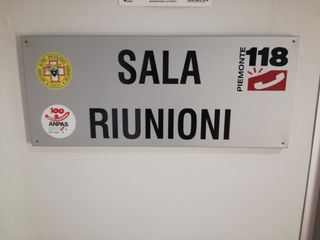 SALA
RIUNIONI
PIEMONTE
118
100
ANPAS